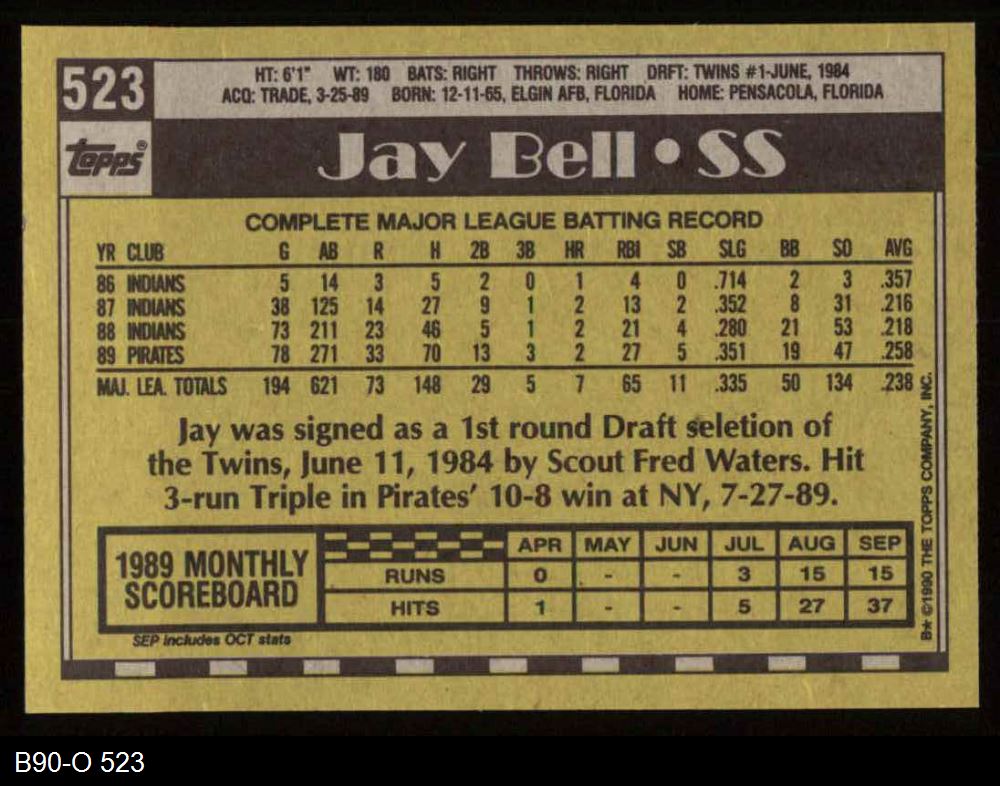 523
HT: 6'1" WT: 180 BATS: RIGHT THROWS: RIGHT DRFT: TWINS #1-JUNE, 1984
ACQ: TRADE, 3-25-89 BORN: 12-11-65, ELGIN AFB, FLORIDA HOME: PENSACOLA, FLORIDA
Topps®
Jay Bell • SS
COMPLETE MAJOR LEAGUE BATTING RECORD
YR CLUB G AB R H 2B 3B HR RBI SB SLG BB SO AVG
86 INDIANS 5 14 3 5 2 0 1 4 0 .714 2 3 .357
87 INDIANS 38 125 14 27 9 1 2 13 2 .352 8 31 .216
88 INDIANS 73 211 23 46 5 1 2 21 4 .280 21 53 .218
89 PIRATES 78 271 33 70 13 3 2 27 5 .351 19 47 .258
MAJ. LEA. TOTALS 194 621 73 148 29 5 7 65 11 .335 50 134 .238
Jay was signed as a 1st round Draft seletion of
the Twins, June 11, 1984 by Scout Fred Waters. Hit
3-run Triple in Pirates' 10-8 win at NY, 7-27-89.
1989 MONTHLY
SCOREBOARD
APR MAY JUN JUL AUG SEP
RUNS 0 - - 3 15 15
HITS 1 - - 5 27 37
SEP includes OCT stats
B* ©1990 THE TOPPS COMPANY, INC.
B90-O 523